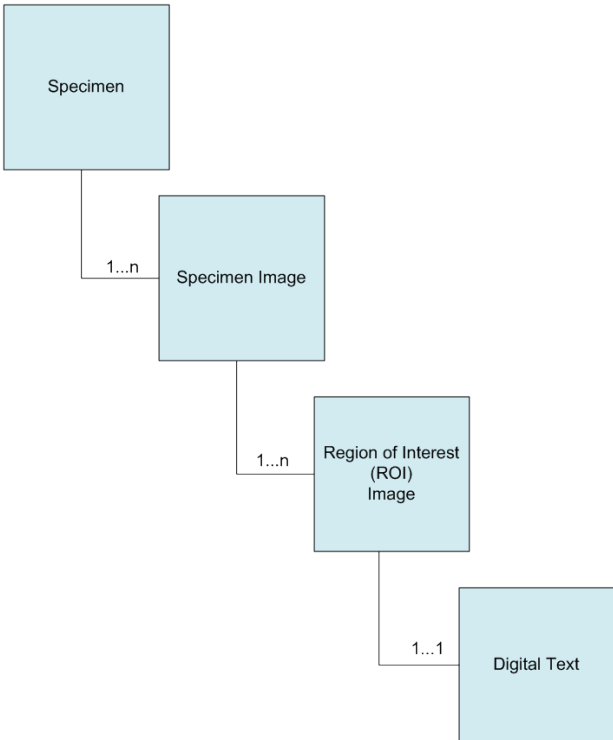 Specimen
1...n
Specimen Image
1...n
Region of Interest
(ROI)
Image
1...1
Digital Text